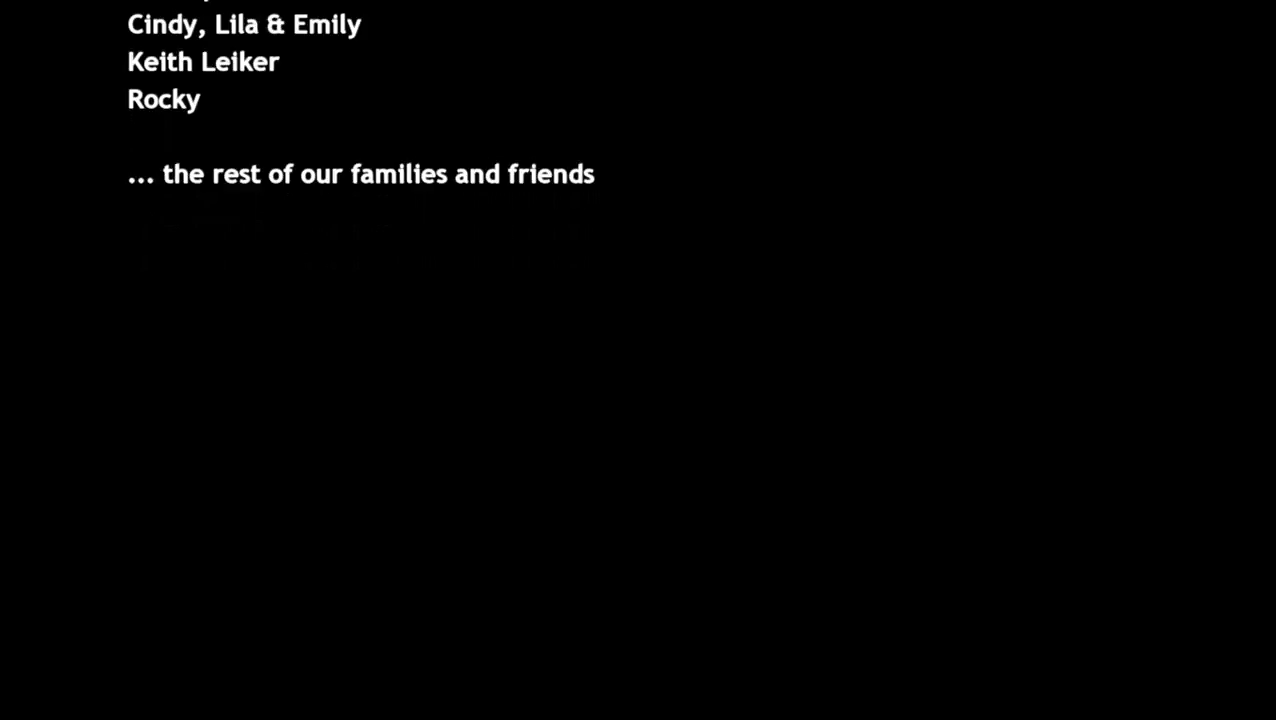 Cindy, Lila & Emily
Keith Leiker
Rocky
... the rest of our families and friends